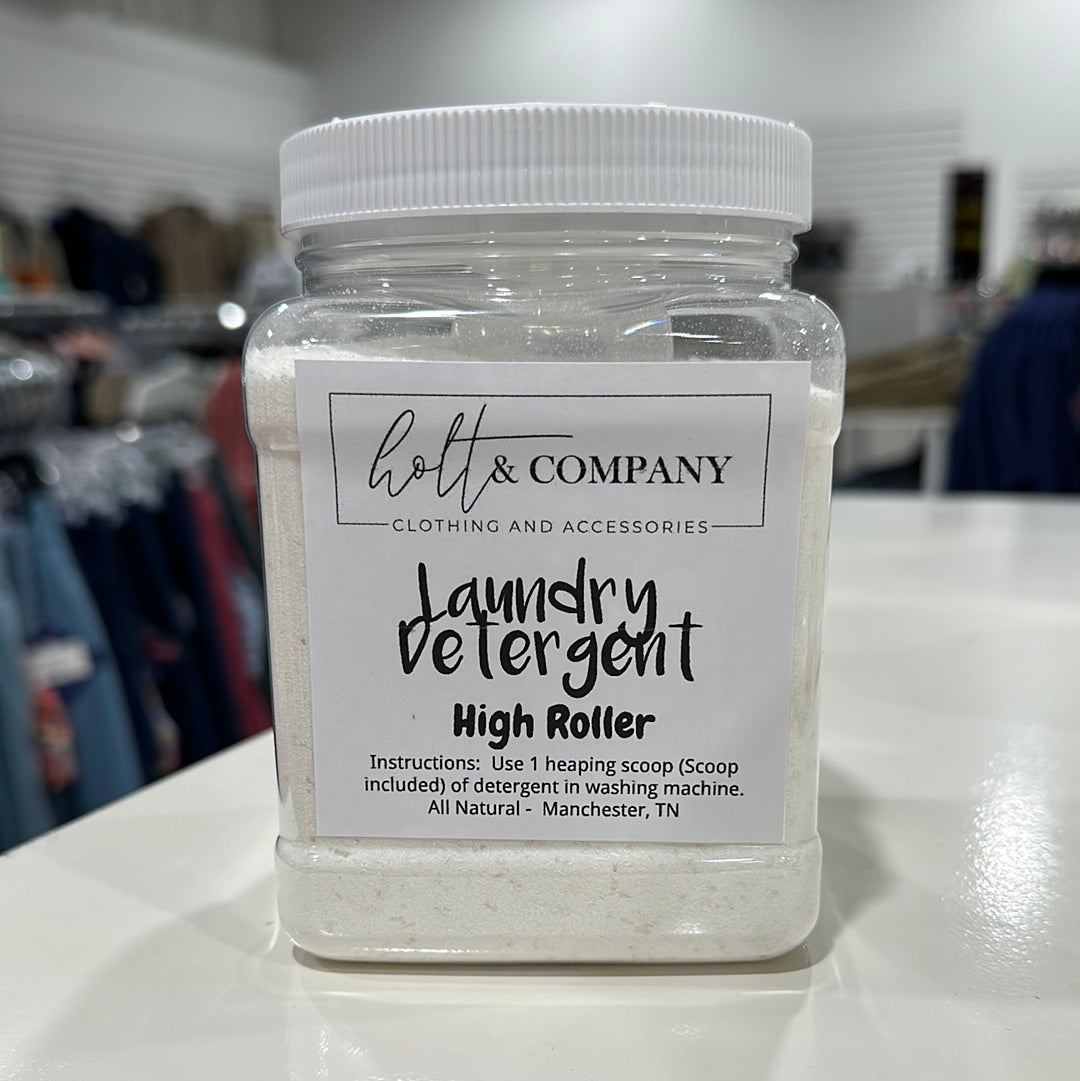 holt & COMPANY
CLOTHING AND ACCESSORIES
Laundry
Detergent
High Roller
Instructions:  Use 1 heaping scoop (Scoop
included) of detergent in washing machine.
All Natural -  Manchester, TN